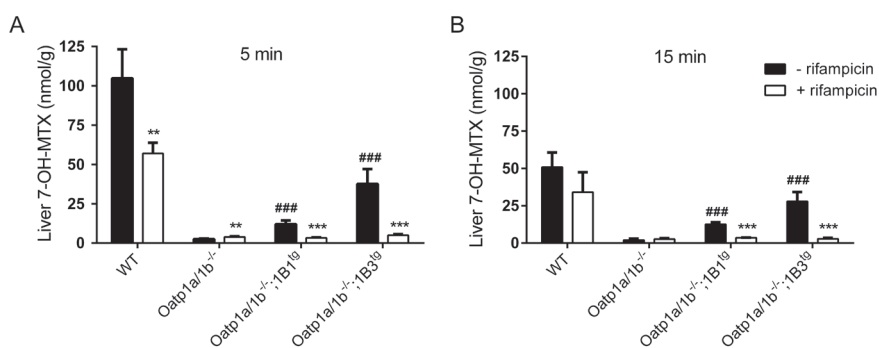 A
B
5 min
15 min
Liver 7-OH-MTX (nmol/g)
125
100
75
50
25
0
**
**
###
***
###
***
WT
Oatp1a/1b-/-
Oatp1a/1b-/-;1B1tg
Oatp1a/1b-/-;1B3tg
Liver 7-OH-MTX (nmol/g)
125
100
75
50
25
0
- rifampicin
+ rifampicin
###
***
###
***
WT
Oatp1a/1b-/-
Oatp1a/1b-/-;1B1tg
Oatp1a/1b-/-;1B3tg